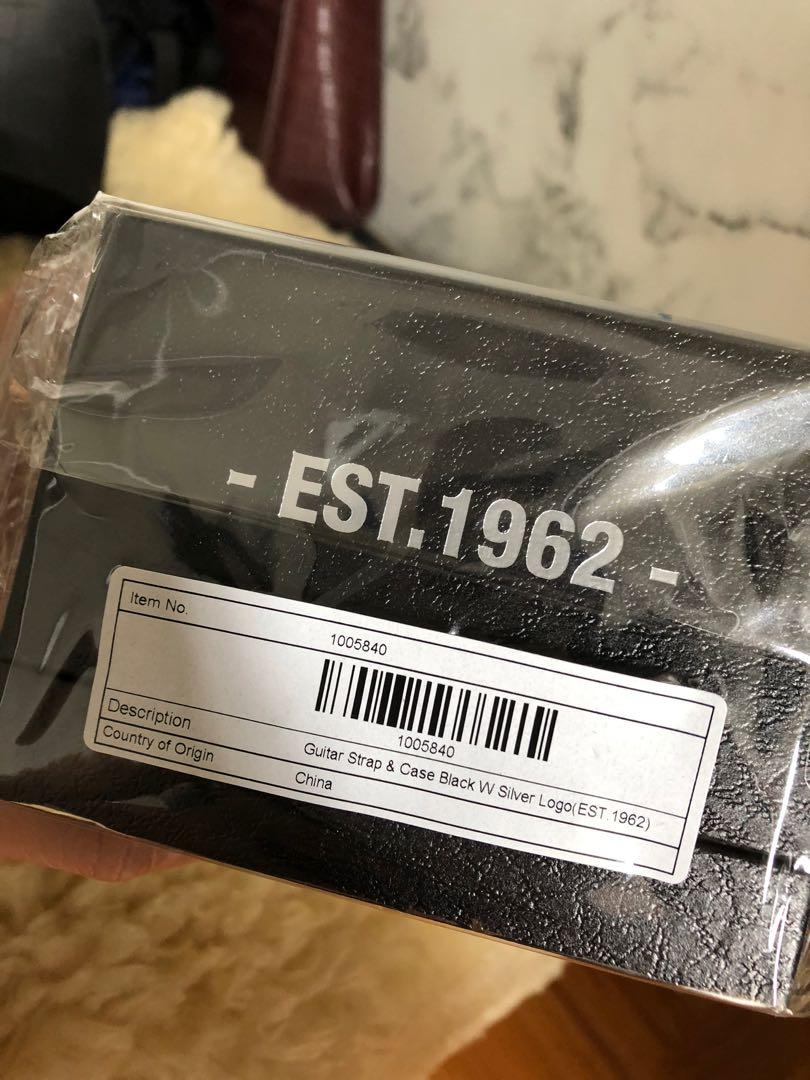 - EST.1962 -
Item No.
1005840
1005840
Description
Guitar Strap & Case Black W Silver Logo(EST.1962)
Country of Origin
China